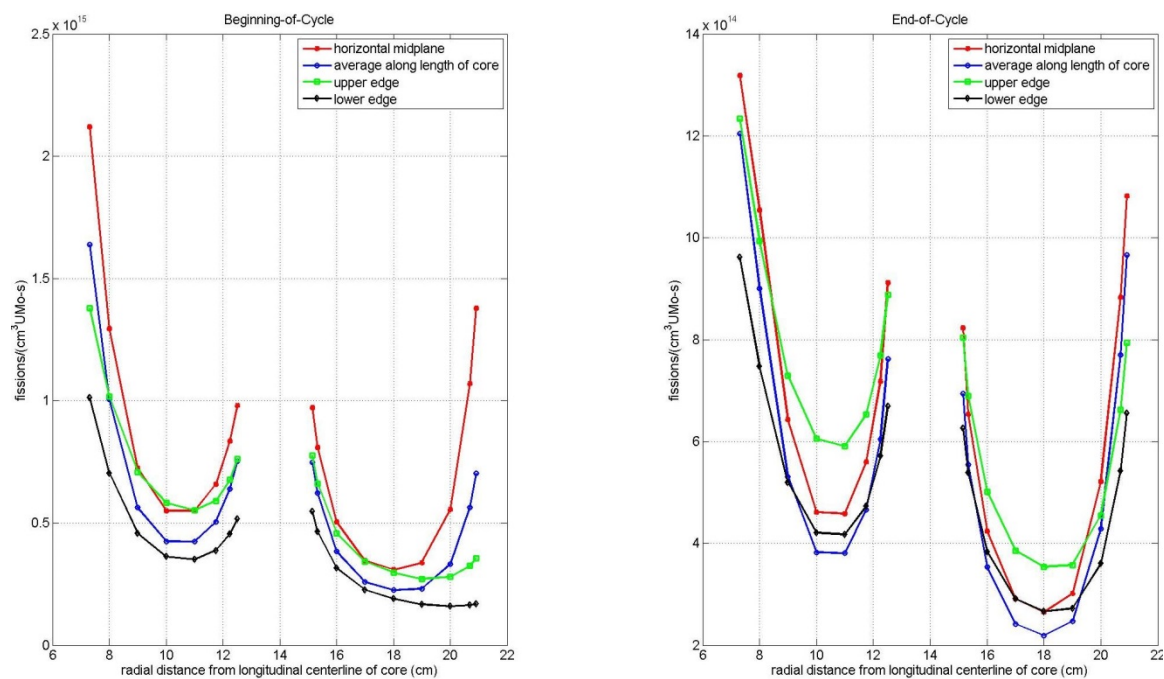 x 10^15
Beginning-of-Cycle
2.5
2
1.5
1
0.5
0
fissions/(cm^3UMo-s)
horizontal midplane
average along length of core
upper edge
lower edge
6 8 10 12 14 16 18 20 22
radial distance from longitudinal centerline of core (cm)
x 10^14
End-of-Cycle
14
12
10
8
6
4
2
fissions/(cm^3UMo-s)
horizontal midplane
average along length of core
upper edge
lower edge
6 8 10 12 14 16 18 20 22
radial distance from longitudinal centerline of core (cm)